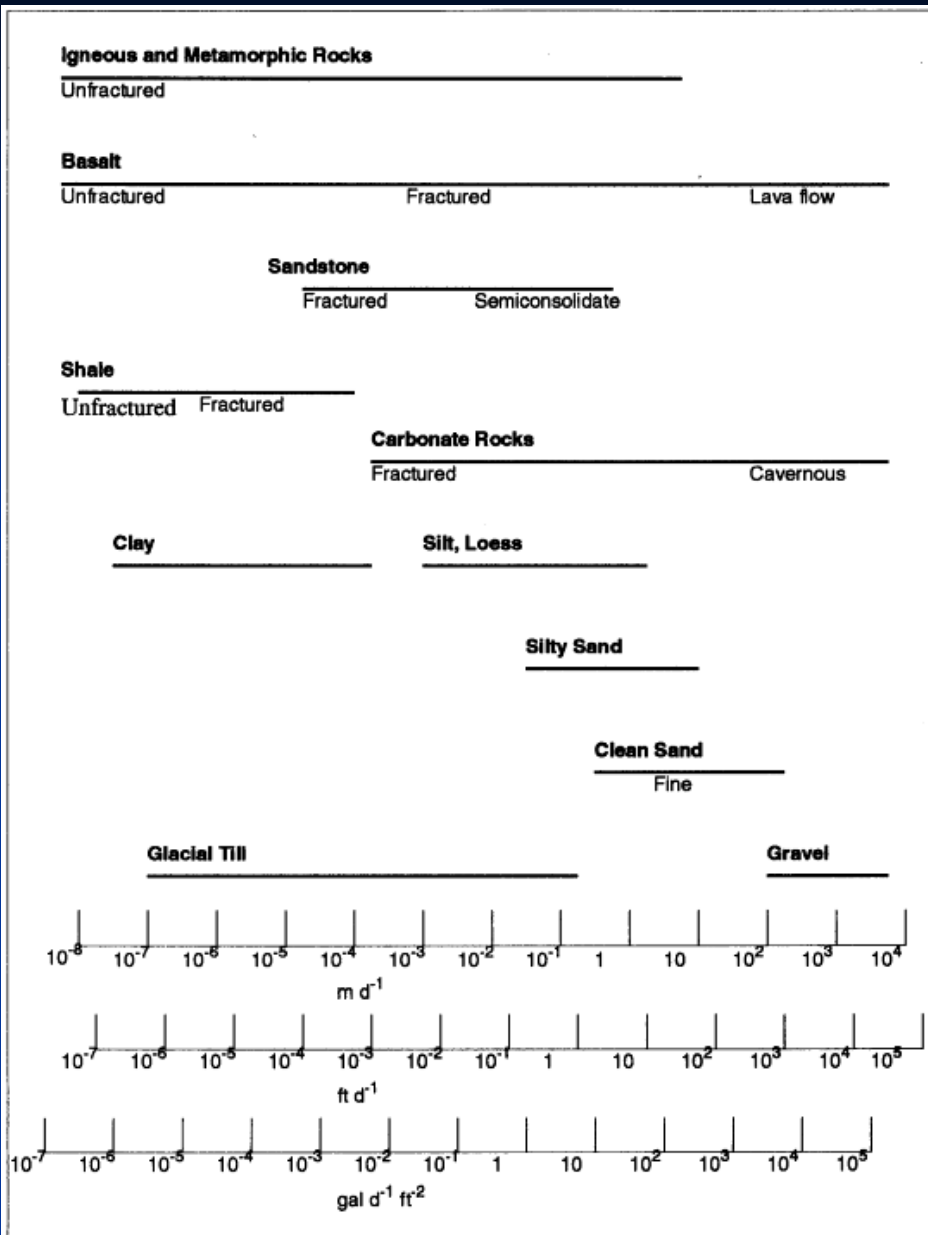 Igneous and Metamorphic Rocks
Unfractured
Basalt
Unfractured Fractured Lava flow
Sandstone
Fractured Semiconsolidate
Shale
Unfractured Fractured
Carbonate Rocks
Fractured Cavernous
Clay Silt, Loess
Silty Sand
Clean Sand
Fine
Glacial Till Gravel
10⁻⁸ 10⁻⁷ 10⁻⁶ 10⁻⁵ 10⁻⁴ 10⁻³ 10⁻² 10⁻¹ 1 10 10² 10³ 10⁴
m d⁻¹
10⁻⁷ 10⁻⁶ 10⁻⁵ 10⁻⁴ 10⁻³ 10⁻² 10⁻¹ 1 10 10² 10³ 10⁴ 10⁵
ft d⁻¹
10⁻⁷ 10⁻⁶ 10⁻⁵ 10⁻⁴ 10⁻³ 10⁻² 10⁻¹ 1 10 10² 10³ 10⁴ 10⁵
gal d⁻¹ ft⁻²